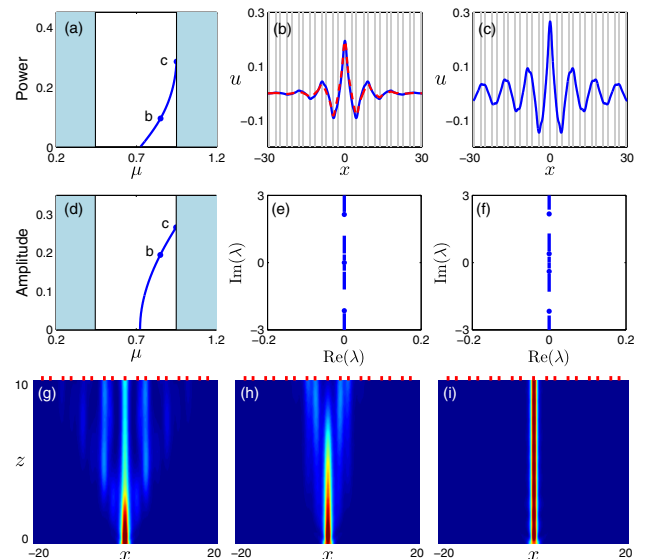 (a)
Power
0.4
0.2
0
0.2
0.7
1.2
μ
c
b
(b)
u
0.3
0.1
−0.1
−30
0
30
x
(c)
u
0.3
0.1
−0.1
−30
0
30
x
(d)
Amplitude
0.3
0.2
0.1
0
0.2
0.7
1.2
μ
c
b
(e)
Im(λ)
3
0
−3
−0.2
0
0.2
Re(λ)
(f)
Im(λ)
3
0
−3
−0.2
0
0.2
Re(λ)
(g)
z
10
0
−20
20
x
(h)
−20
20
x
(i)
−20
20
x